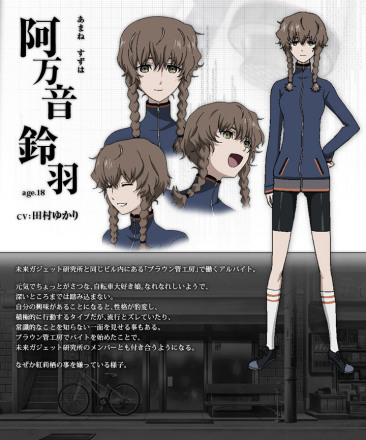 あまね すずは
阿万音
鈴羽
age.18
CV:田村ゆかり
未来ガジェット研究所と同じビル内にある「ブラウン管工房」で働くアルバイト。
元気でちょっとがさつな、自転車大好き娘。なれなれしいようで、
深いところまでは踏み込まない。
自分の興味があることになると、性格が豹変し、
積極的に行動するタイプだが、流行とズレていたり、
常識的なことを知らない一面を見せる事もある。
ブラウン管工房でバイトを始めたことで、
未来ガジェット研究所のメンバーとも付き合うようになる。
なぜか紅莉栖の事を嫌っている様子。